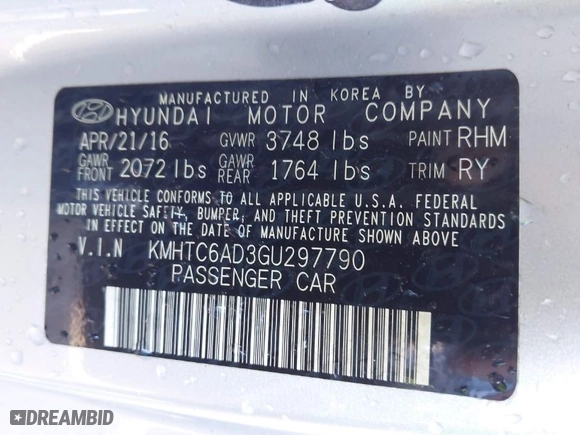 MANUFACTURED IN KOREA BY
HYUNDAI MOTOR COMPANY
APR/21/16 GVWR 3748 lbs PAINT RHM
GAWR FRONT 2072 lbs GAWR REAR 1764 lbs TRIM RY
THIS VEHICLE CONFORMS TO ALL APPLICABLE U.S.A. FEDERAL
MOTOR VEHICLE SAFETY, BUMPER, AND THEFT PREVENTION STANDARDS
IN EFFECT ON THE DATE OF MANUFACTURE SHOWN ABOVE
V.I.N KMHTC6AD3GU297790
PASSENGER CAR
DREAMBID